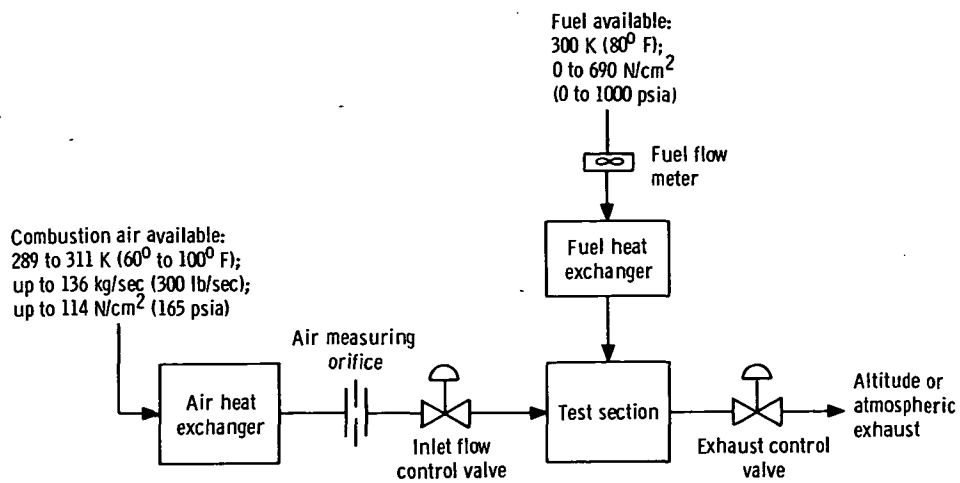 Fuel available:
300 K (80⁰ F);
0 to 690 N/cm²
(0 to 1000 psia)
Fuel flow
meter
Fuel heat
exchanger
Combustion air available:
289 to 311 K (60⁰ to 100⁰ F);
up to 136 kg/sec (300 lb/sec);
up to 114 N/cm² (165 psia)
Air heat
exchanger
Air measuring
orifice
Inlet flow
control valve
Test section
Exhaust control
valve
Altitude or
atmospheric
exhaust